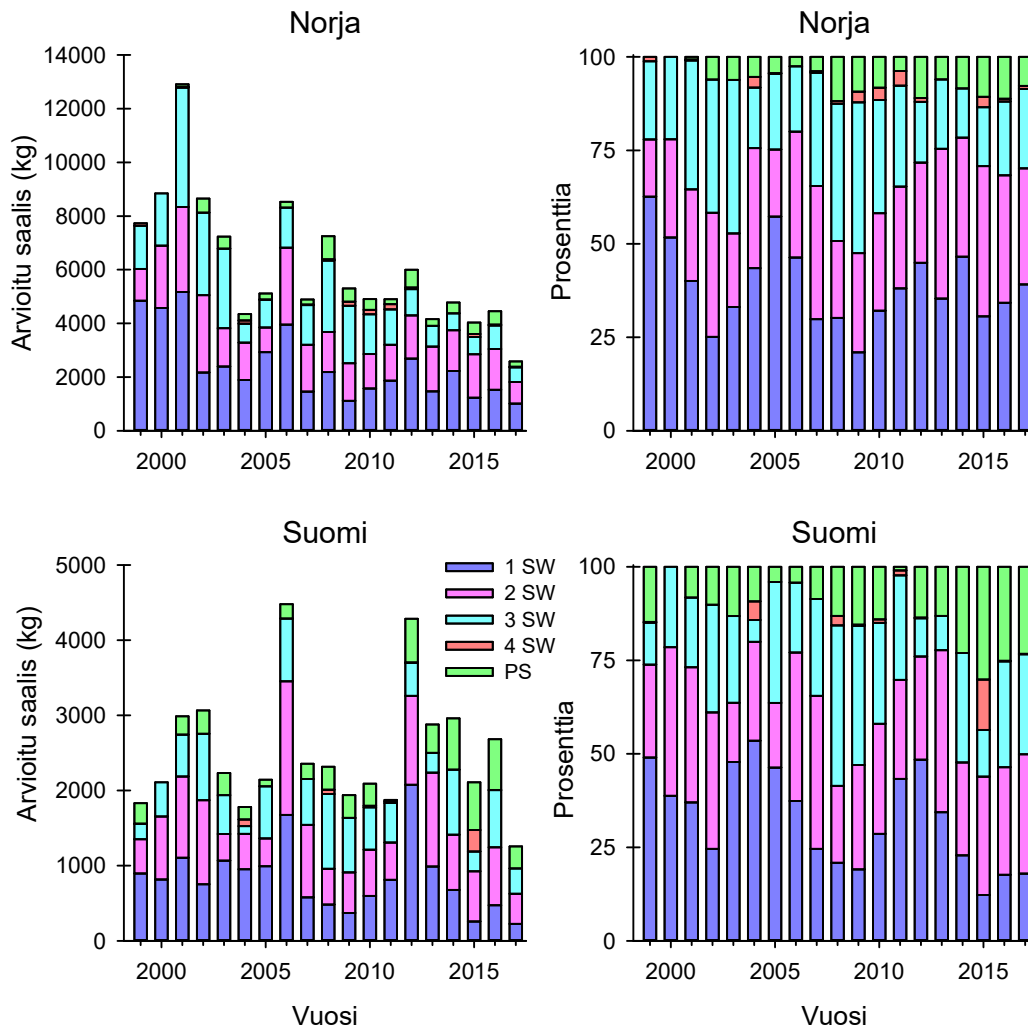 Norja
Arvioitu saalis (kg)
14000
12000
10000
8000
6000
4000
2000
0
2000 2005 2010 2015
Norja
Prosenttia
100
75
50
25
0
2000 2005 2010 2015
Suomi
Arvioitu saalis (kg)
5000
4000
3000
2000
1000
0
1 SW
2 SW
3 SW
4 SW
PS
2000 2005 2010 2015
Vuosi
Suomi
Prosenttia
100
75
50
25
0
2000 2005 2010 2015
Vuosi